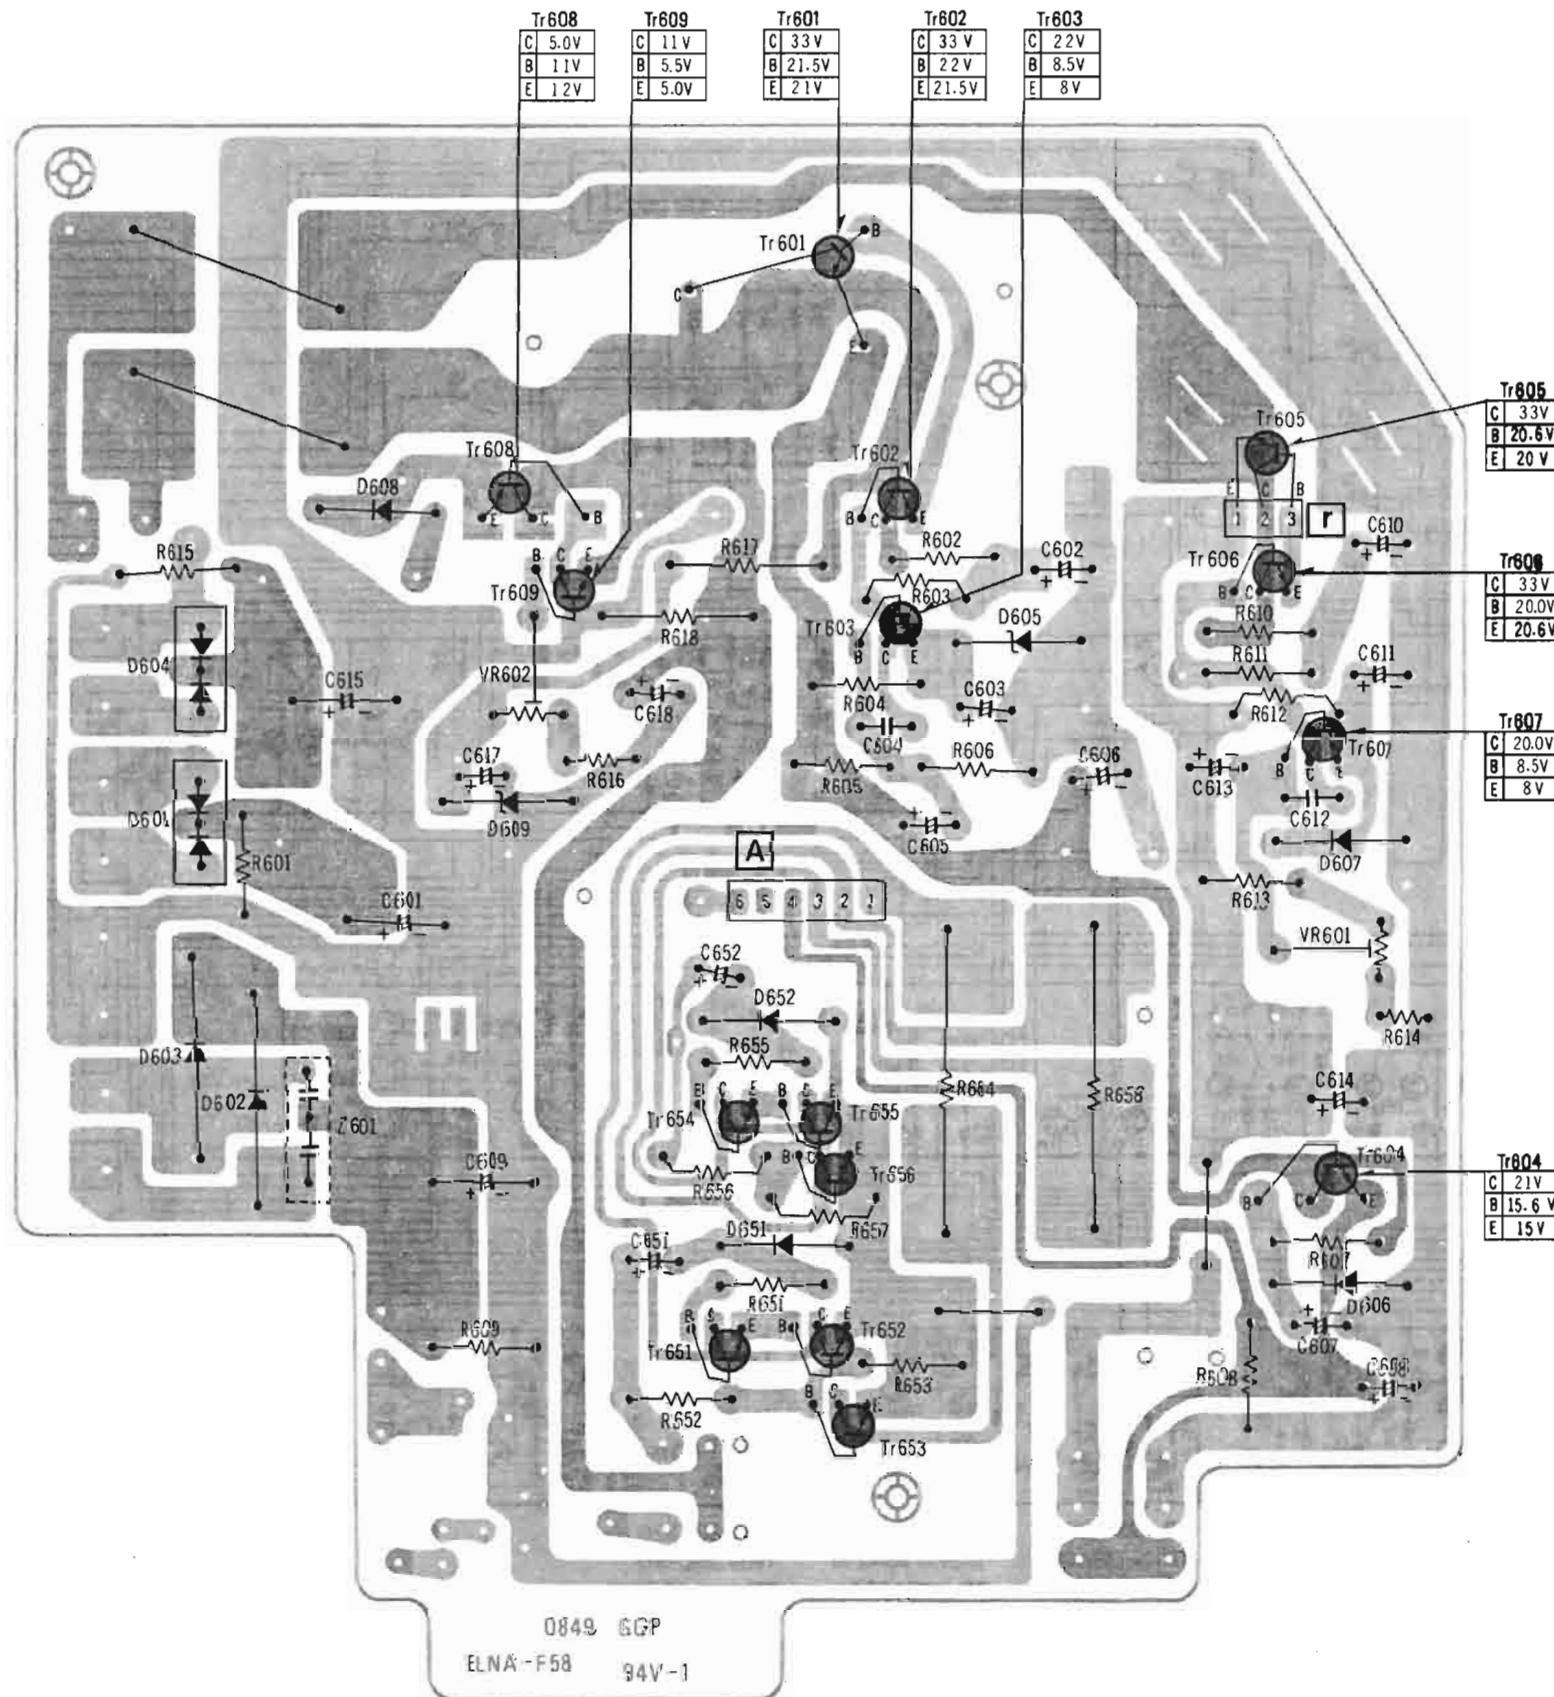 Tr608 Tr609 Tr601 Tr602 Tr603
C 5.0V C 11V C 33V C 33V C 22V
B 11V B 5.5V B 21.5V B 22V B 8.5V
E 12V E 5.0V E 21V E 21.5V E 8V
Tr601 B
C
E
Tr605
C 33V
B 20.6V
E 20V
Tr605
E C B
1 2 3 r
Tr608
D608
E C B
Tr602
B C E
R615
B C E
Tr609
R617
R618
R602
R603
C602
Tr603
B C E
D605
Tr606
B C E
C610
Tr606
C 33V
B 20.0V
E 20.6V
R610
R611
C611
R612
D604
C615
VR602
C618
R604
C603
C604
Tr607
B C E
Tr607
C 20.0V
B 8.5V
E 8V
C617
R616
D609
R605
R606
C606
C605
C613
C612
D607
D601
R601
C601
A
6 5 4 3 2 1
R613
VR601
R614
C652
D652
R655
E
D603
D602
Z601
B C E B C E
Tr654
Tr655
R664
R658
C614
B C E
Tr656
R656
R657
C609
Tr604
B C E
Tr604
C 21V
B 15.6V
E 15V
D651
C651
R651
R607
D606
C607
R609
B C E B C E
Tr651
Tr652
R653
R608
C608
R652
B C E
Tr653
0849 GGP
ELNA-F58 94V-1